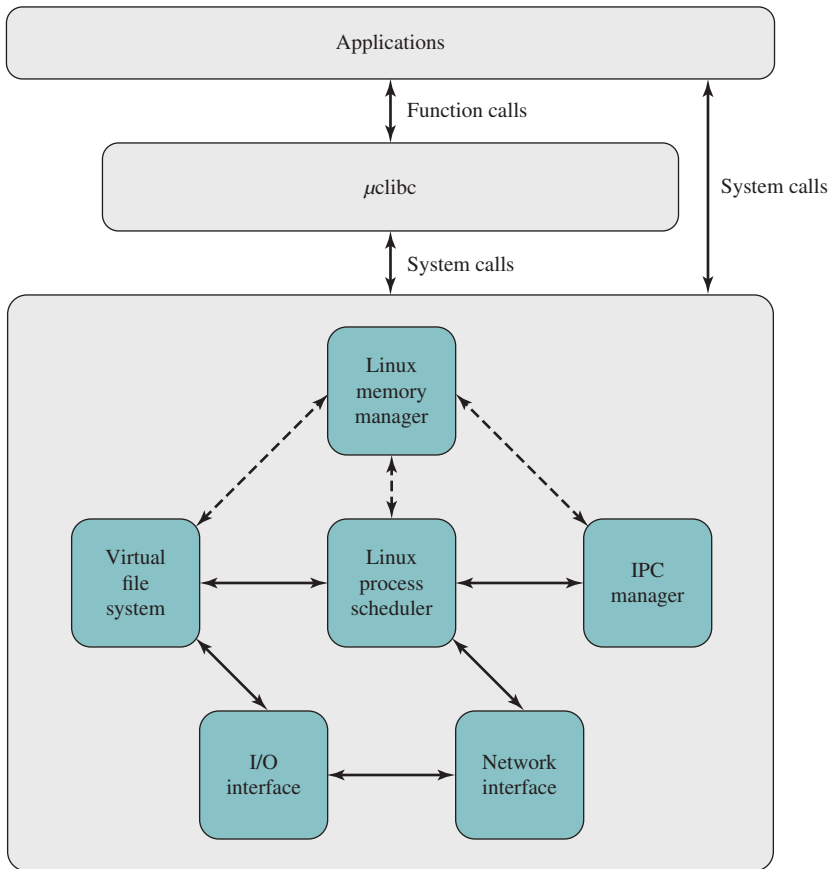 Applications
Function calls
μclibc
System calls
System calls
Linux
memory
manager
Virtual
file
system
Linux
process
scheduler
IPC
manager
I/O
interface
Network
interface